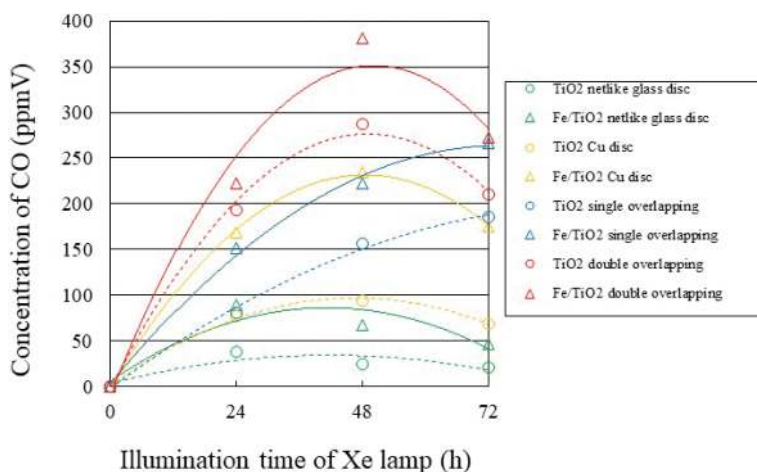 400
350
300
250
200
150
100
50
0
0 24 48 72
Concentration of CO (ppmV)
Illumination time of Xe lamp (h)
TiO2 netlike glass disc
Fe/TiO2 netlike glass disc
TiO2 Cu disc
Fe/TiO2 Cu disc
TiO2 single overlapping
Fe/TiO2 single overlapping
TiO2 double overlapping
Fe/TiO2 double overlapping